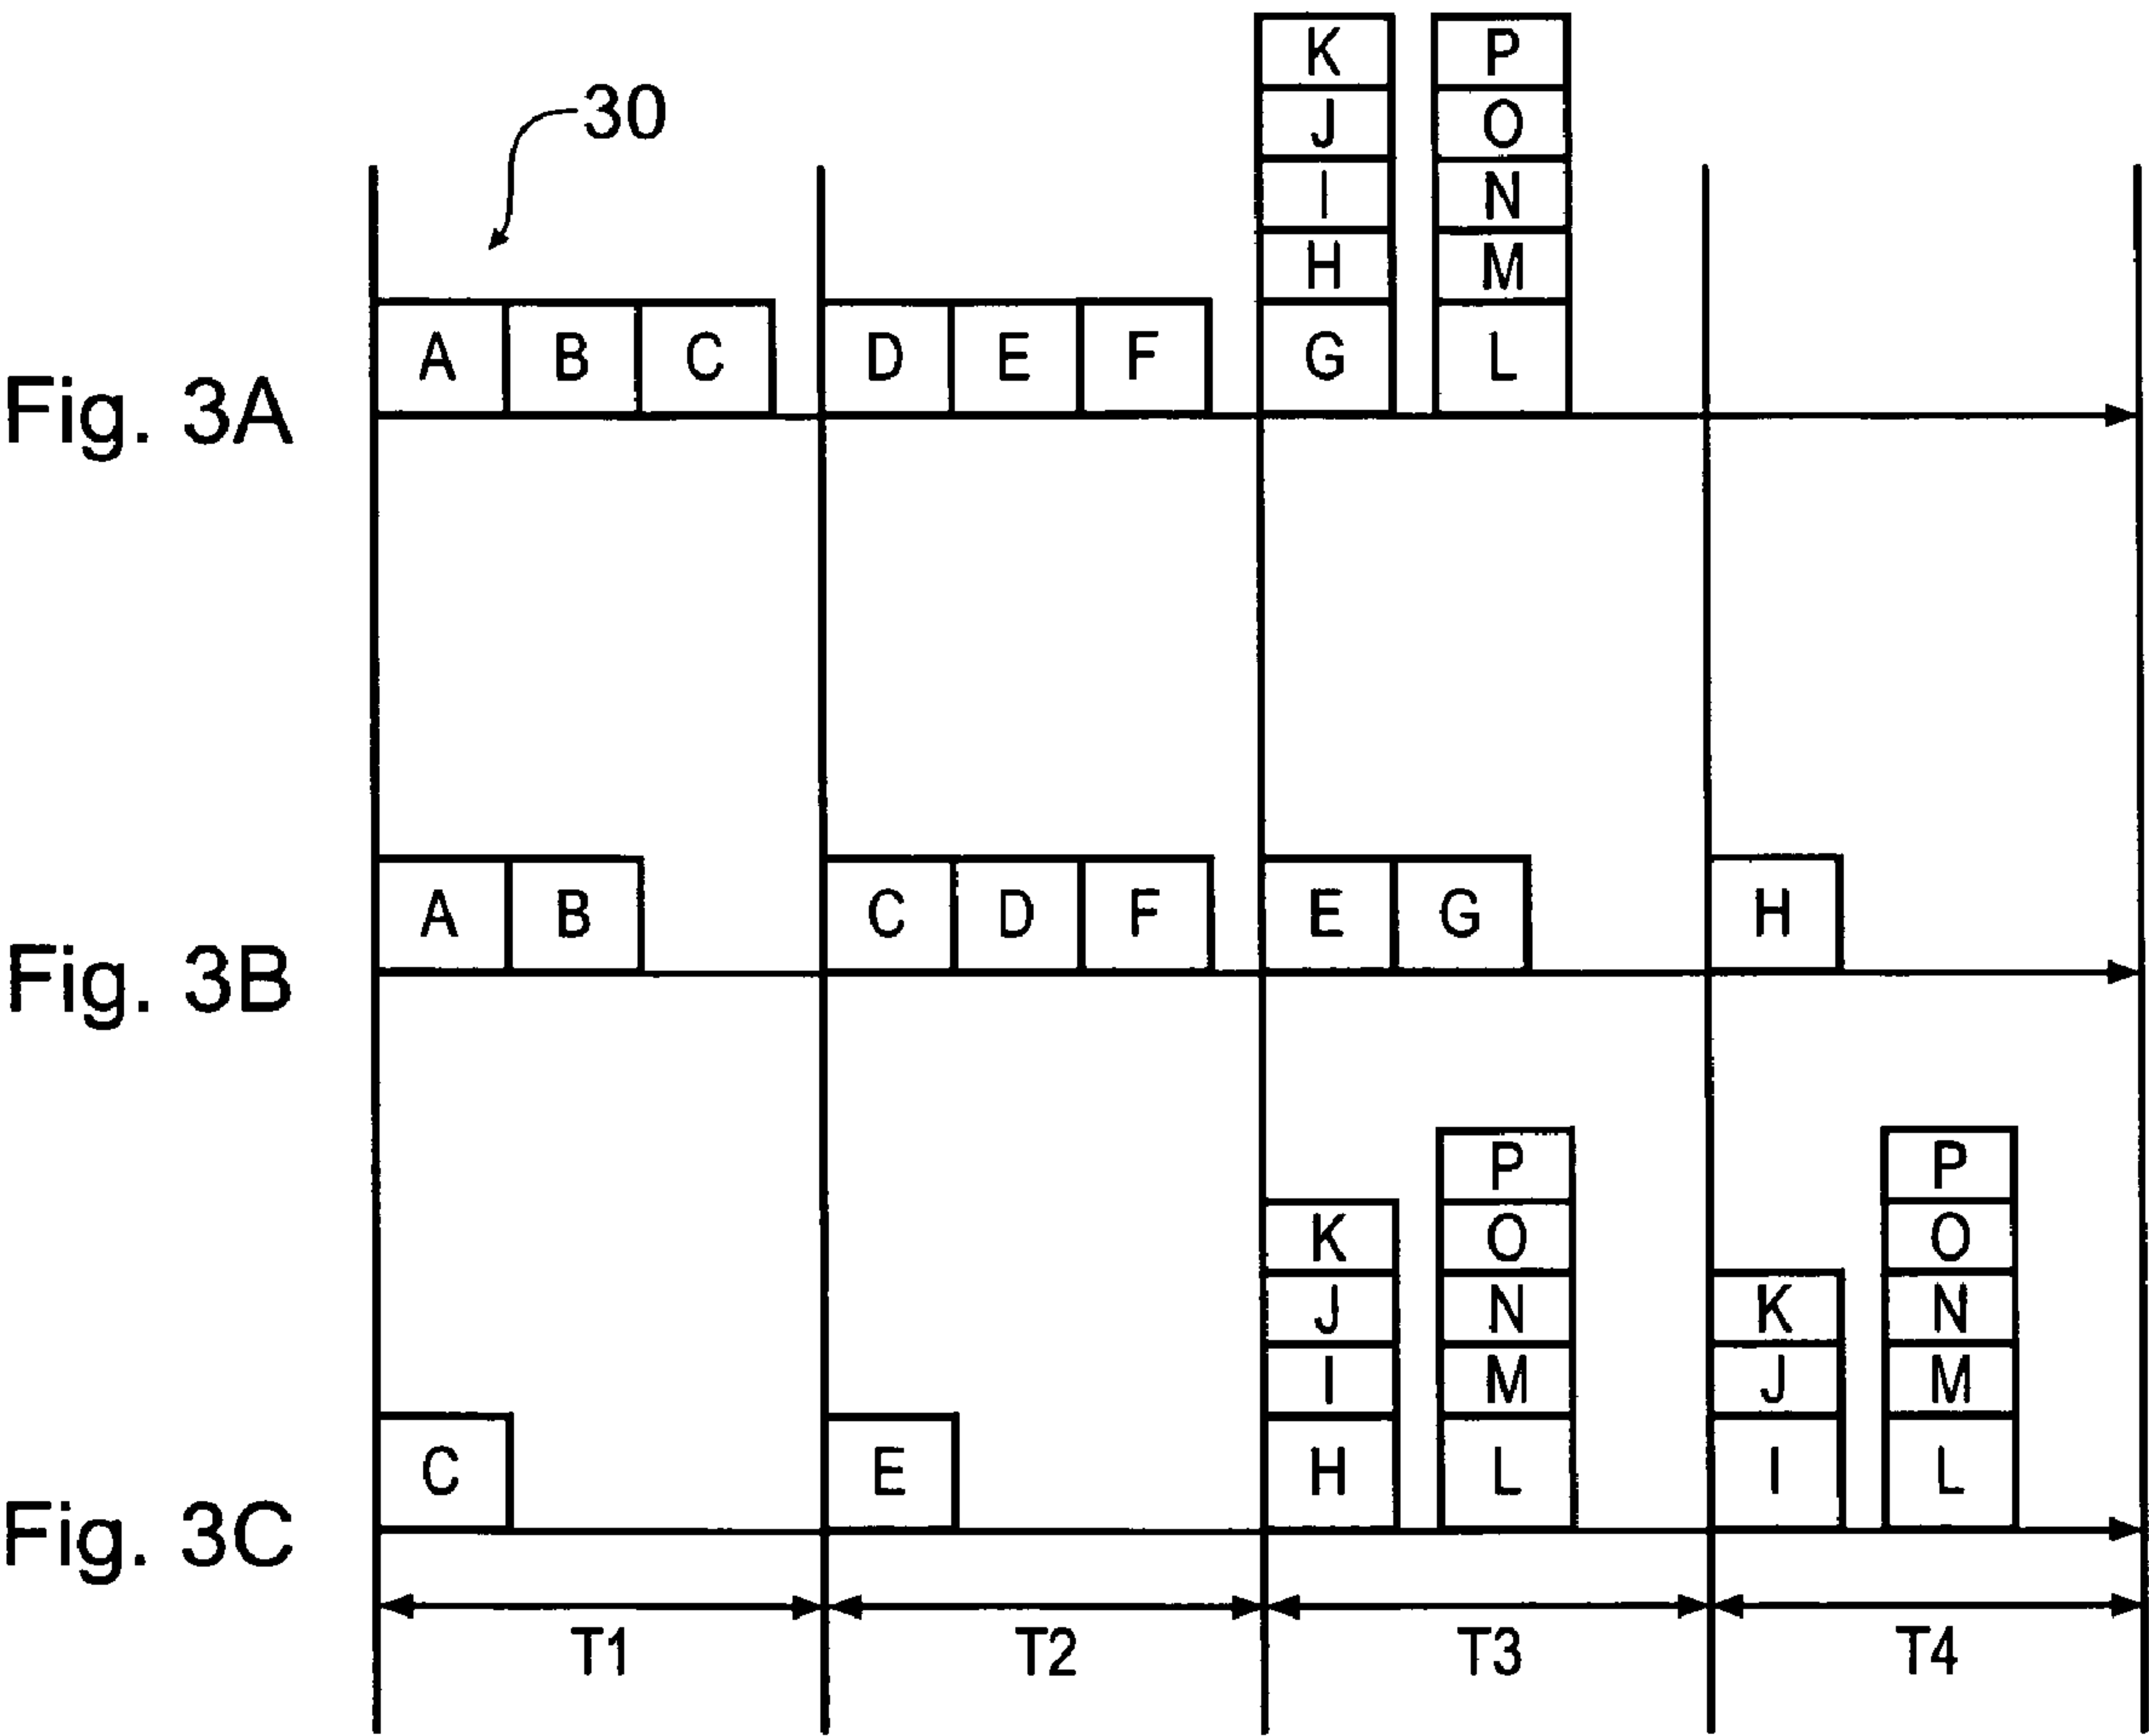 K P
30 J O
I N
H M
A B C D E F G L
Fig. 3A
A B C D F E G H
Fig. 3B
P P
K O O
J N K N
I M J M
C E H L I L
Fig. 3C
T1 T2 T3 T4